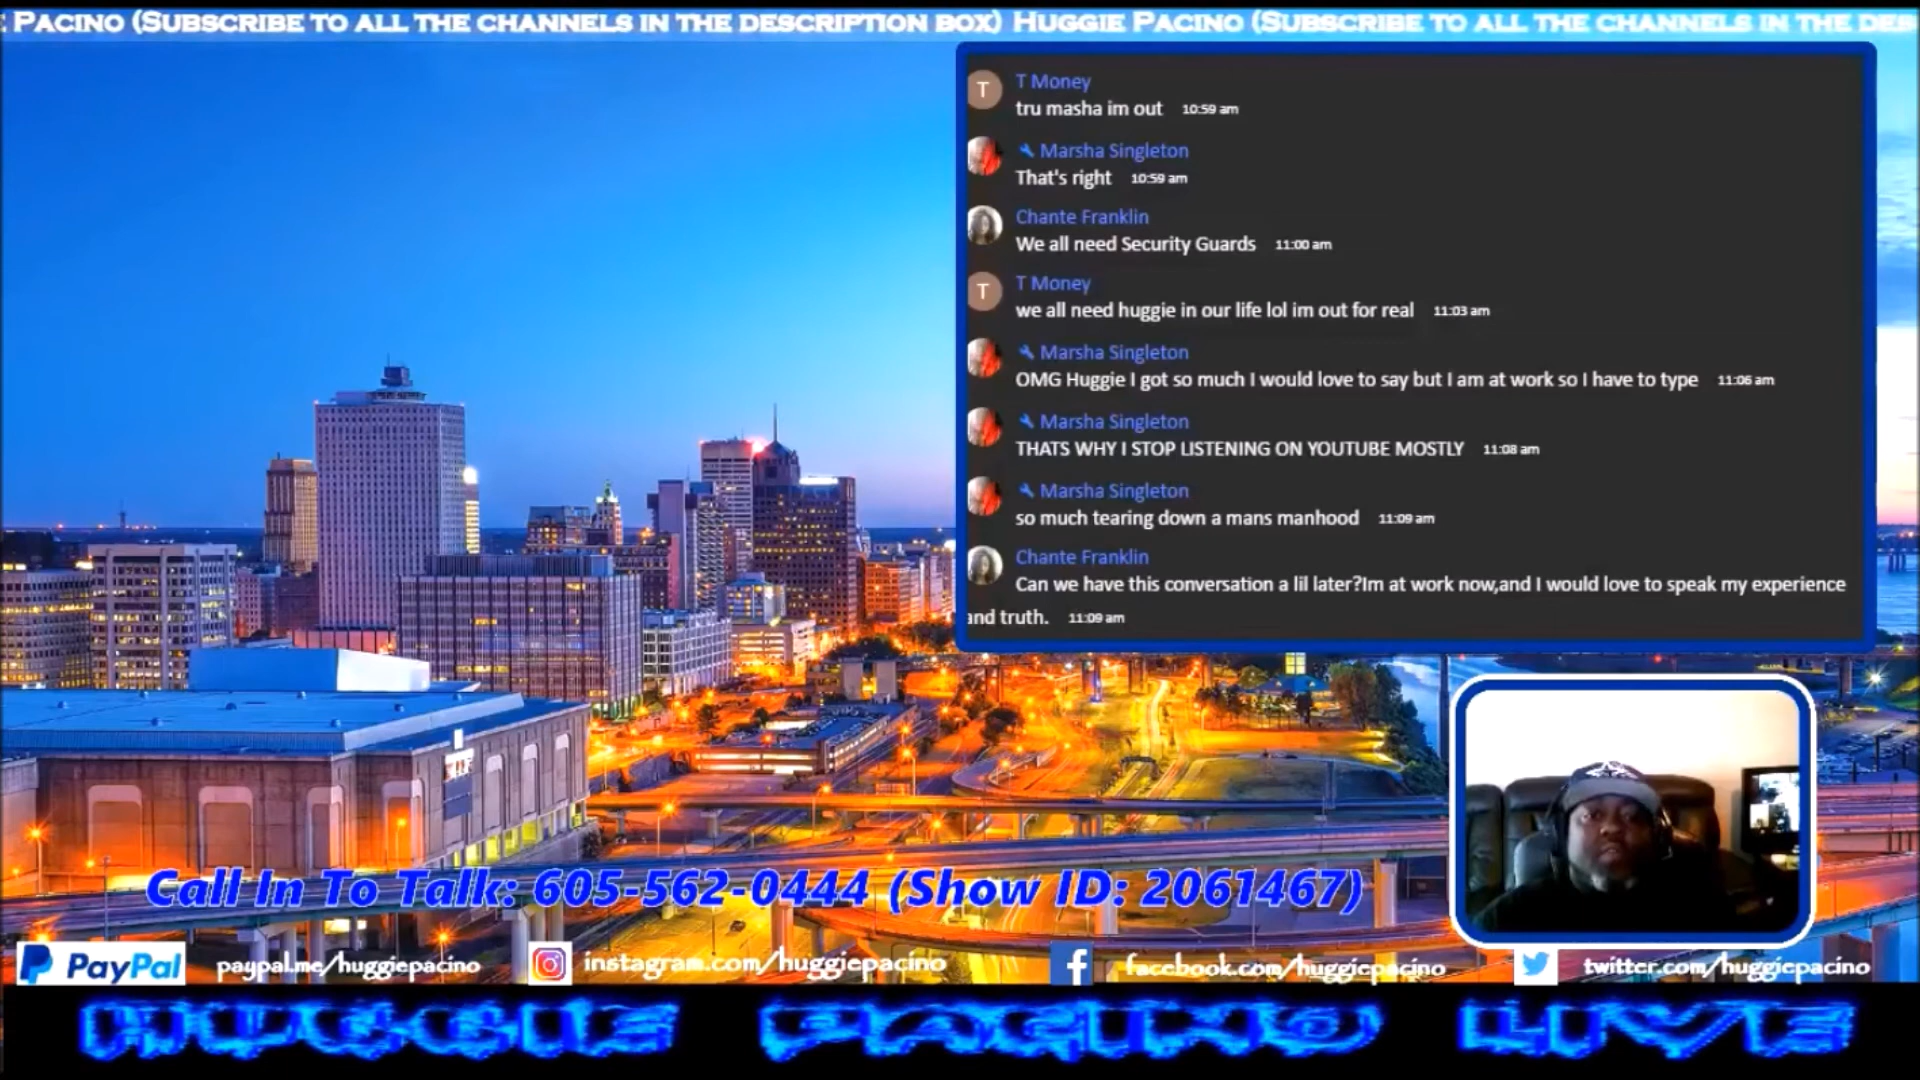 E PACINO (SUBSCRIBE TO ALL THE CHANNELS IN THE DESCRIPTION BOX) HUGGIE PACINO (SUBSCRIBE TO ALL THE CHANNELS IN THE DES
T
T Money
tru masha im out 10:59 am
Marsha Singleton
That's right 10:59 am
Chante Franklin
We all need Security Guards 11:00 am
T
T Money
we all need huggie in our life lol im out for real 11:03 am
Marsha Singleton
OMG Huggie I got so much I would love to say but I am at work so I have to type 11:06 am
Marsha Singleton
THATS WHY I STOP LISTENING ON YOUTUBE MOSTLY 11:08 am
Marsha Singleton
so much tearing down a mans manhood 11:09 am
Chante Franklin
Can we have this conversation a lil later?Im at work now,and I would love to speak my experience
and truth. 11:09 am
Call In To Talk: 605-562-0444 (Show ID: 2061467)
PayPal paypal.me/huggiepacino instagram.com/huggiepacino facebook.com/huggiepacino twitter.com/huggiepacino
HUGGIE PACINO LIVE